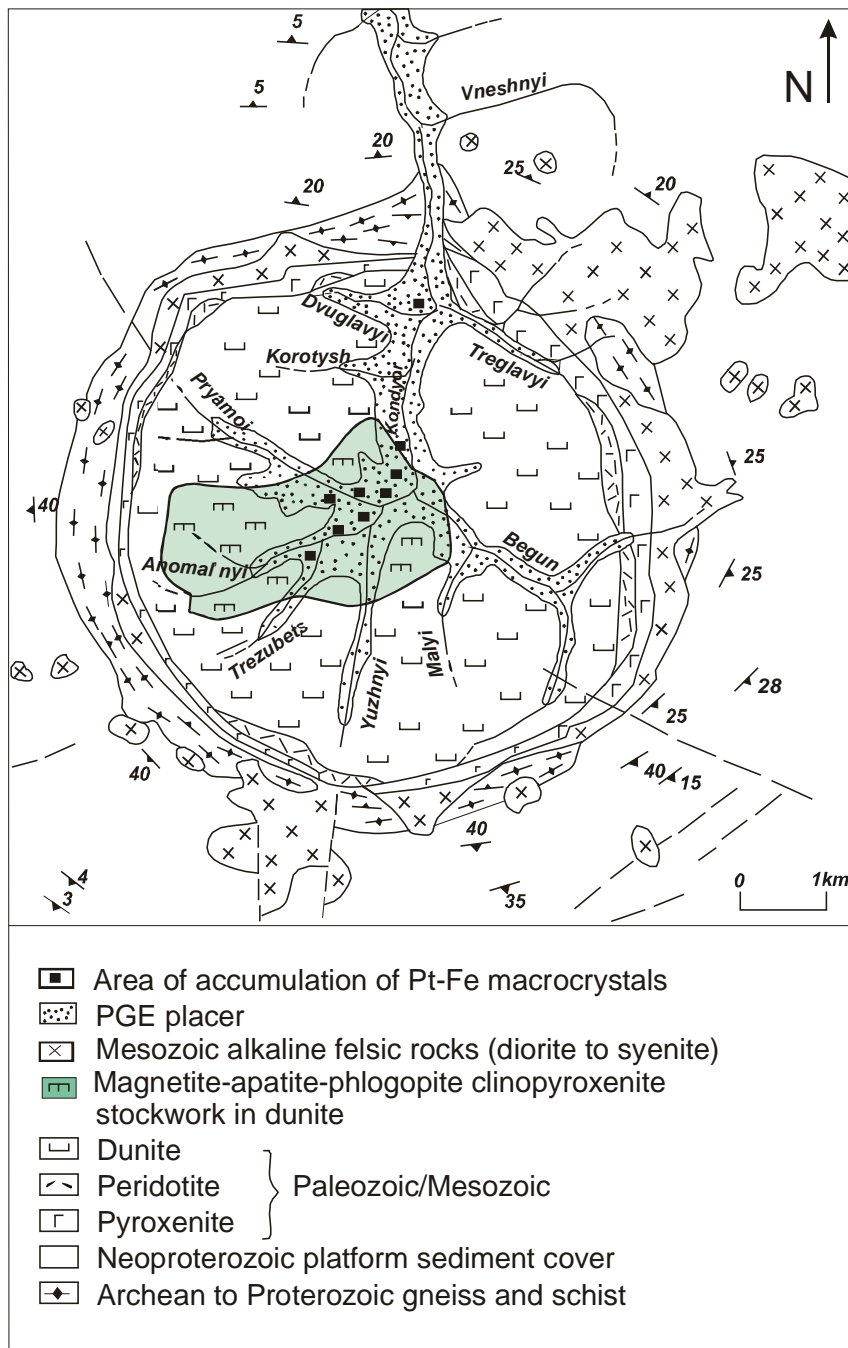 5
Vneshnyi
N
5
20
25
20
20
Dvuglavyi
Treglavyi
Korotysh
Kondyor
Pryamoi
25
40
Begun
Anomal'nyi
25
Trezubets
Malyi
Yuzhnyi
28
25
40
40
15
40
4
3
35
0 1km
Area of accumulation of Pt-Fe macrocrystals
PGE placer
Mesozoic alkaline felsic rocks (diorite to syenite)
Magnetite-apatite-phlogopite clinopyroxenite
stockwork in dunite
Dunite
Peridotite
Paleozoic/Mesozoic
Pyroxenite
Neoproterozoic platform sediment cover
Archean to Proterozoic gneiss and schist